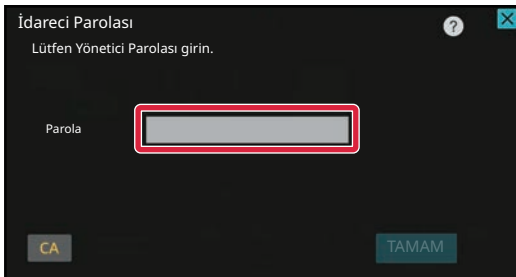 İdareci Parolası
?
Lütfen Yönetici Parolası girin.
Parola
CA
TAMAM